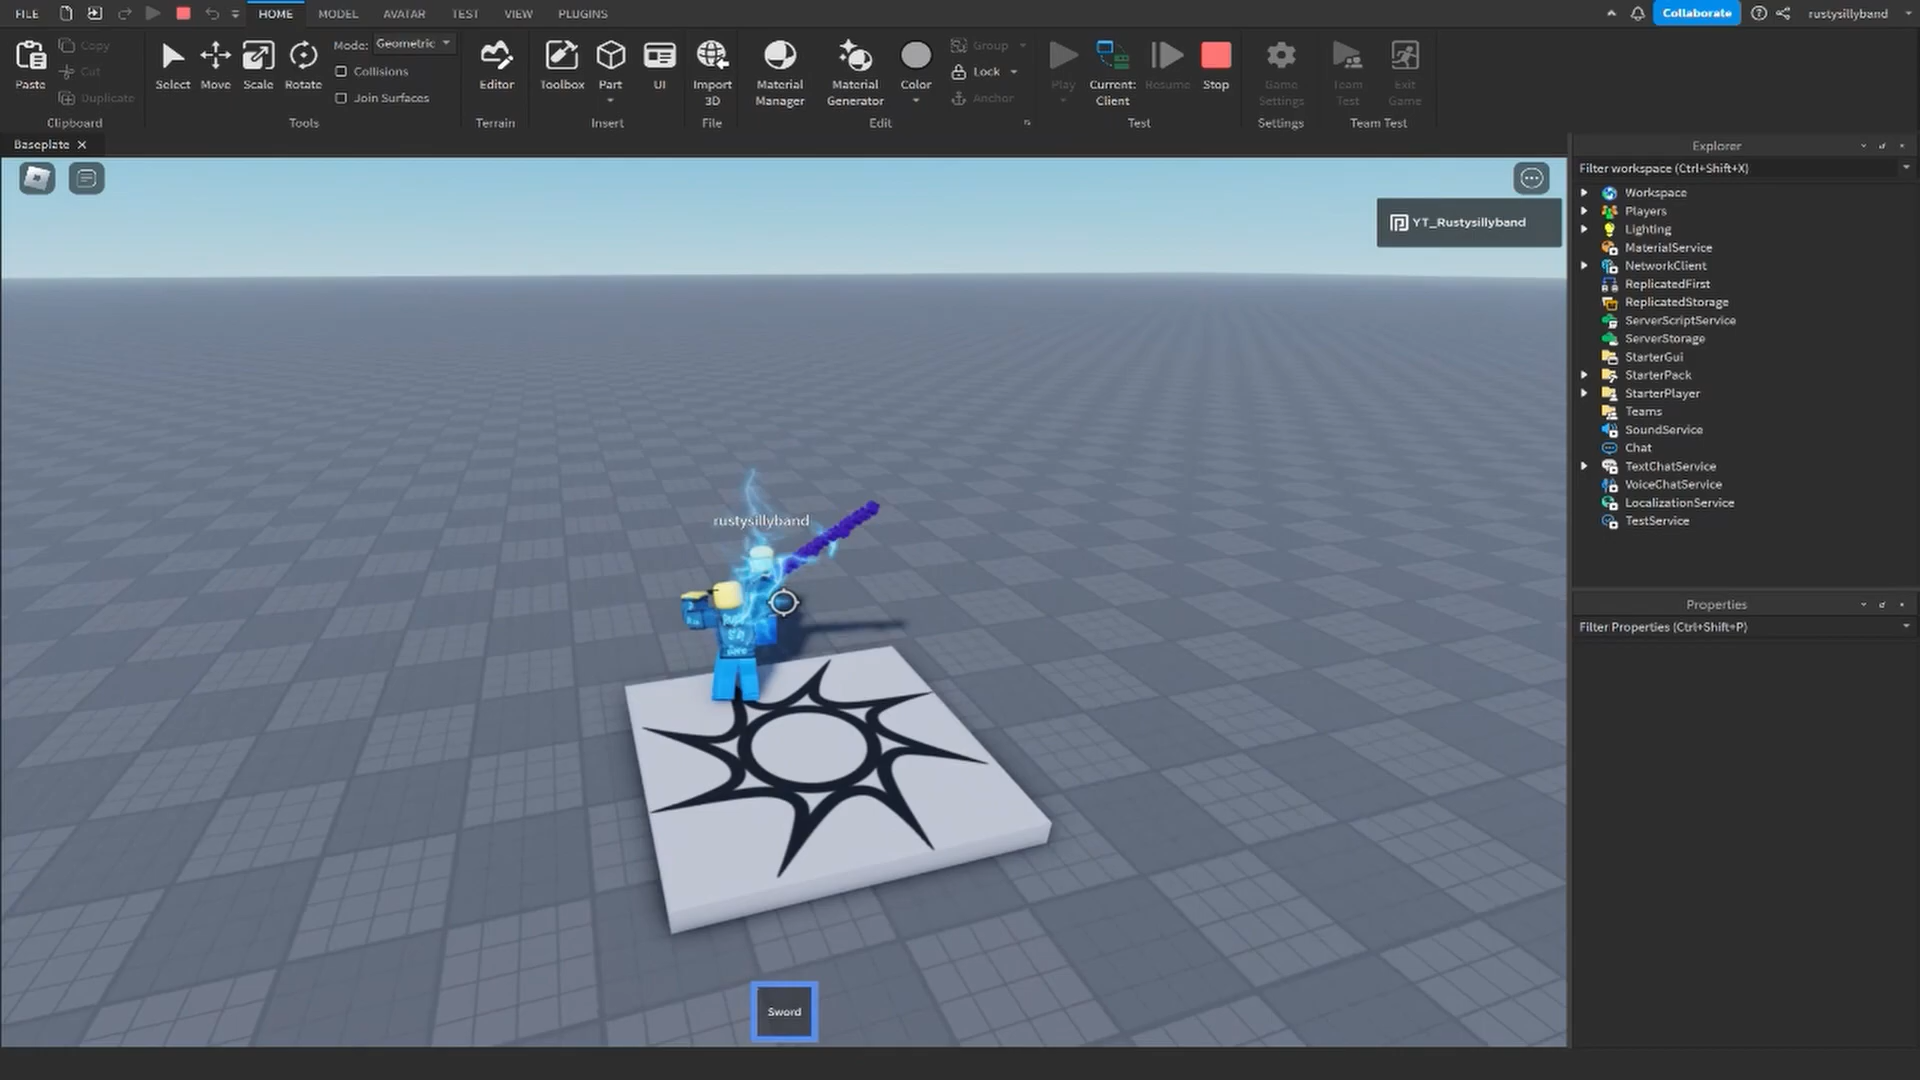 FILE HOME MODEL AVATAR TEST VIEW PLUGINS Collaborate rustysillyband
Paste Copy Cut Duplicate
Clipboard
Select Move Scale Rotate
Mode: Geometric
Collisions
Join Surfaces
Tools
Editor
Terrain
Toolbox Part UI
Insert
Import 3D
File
Material Manager
Material Generator
Color
Group
Lock
Anchor
Edit
Play
Current: Client
Resume
Stop
Test
Game Settings
Settings
Team Test
Exit Game
Team Test
Baseplate
YT_Rustysillyband
rustysillyband
Sword
Explorer
Filter workspace (Ctrl+Shift+X)
Workspace
Players
Lighting
MaterialService
NetworkClient
ReplicatedFirst
ReplicatedStorage
ServerScriptService
ServerStorage
StarterGui
StarterPack
StarterPlayer
Teams
SoundService
Chat
TextChatService
VoiceChatService
LocalizationService
TestService
Properties
Filter Properties (Ctrl+Shift+P)